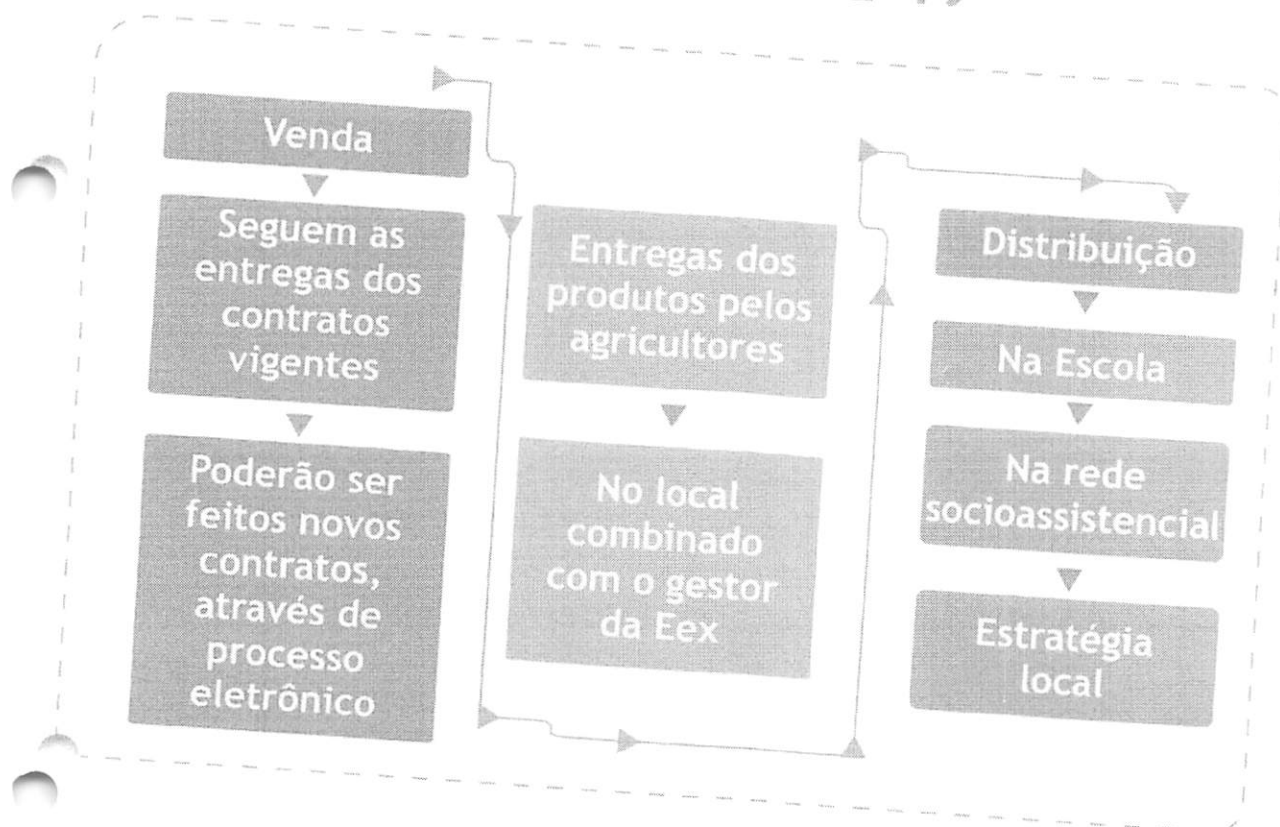 Venda
Seguem as
entregas dos
contratos
vigentes
Poderão ser
feitos novos
contratos,
através de
processo
eletrônico
Entregas dos
produtos pelos
agricultores
No local
combinado
com o gestor
da Eex
Distribuição
Na Escola
Na rede
socioassistencial
Estratégia
local